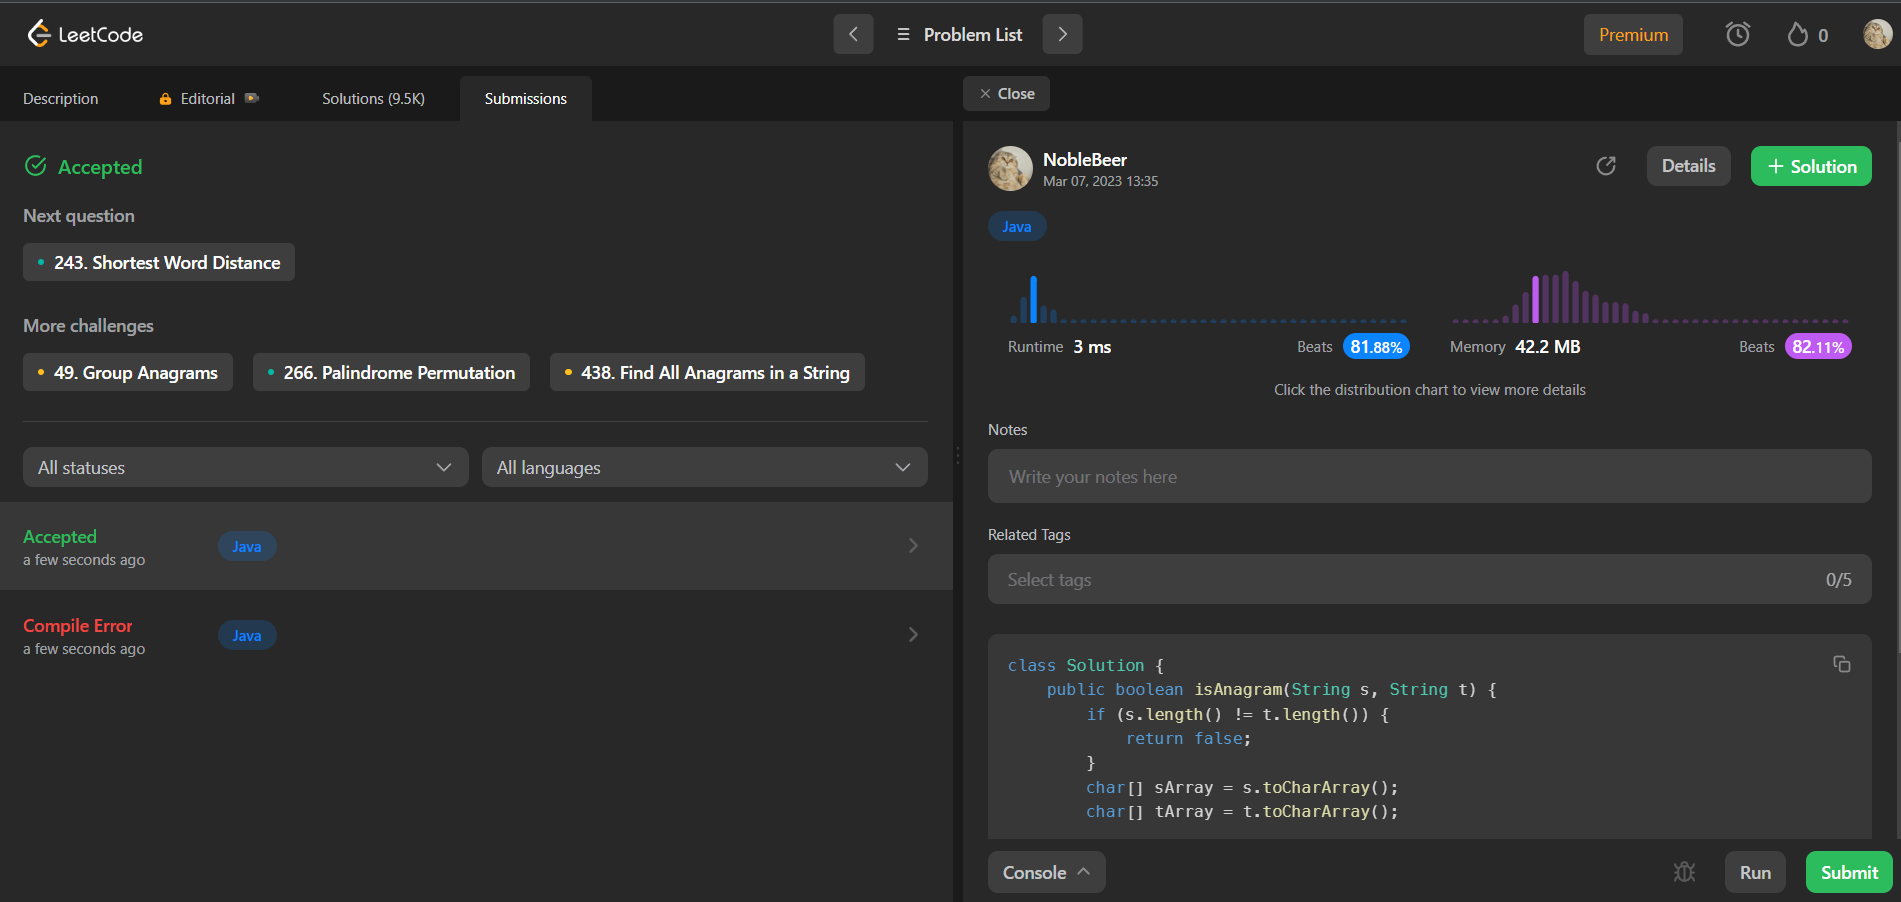 LeetCode
Problem List
Premium
0
Description
Editorial
Solutions (9.5K)
Submissions
Close
Accepted
Next question
243. Shortest Word Distance
More challenges
49. Group Anagrams
266. Palindrome Permutation
438. Find All Anagrams in a String
All statuses
All languages
Accepted
a few seconds ago
Java
Compile Error
a few seconds ago
Java
NobleBeer
Mar 07, 2023 13:35
Details
+ Solution
Java
Runtime 3 ms
Beats 81.88%
Memory 42.2 MB
Beats 82.11%
Click the distribution chart to view more details
Notes
Write your notes here
Related Tags
Select tags
0/5
class Solution {
    public boolean isAnagram(String s, String t) {
        if (s.length() != t.length()) {
            return false;
        }
        char[] sArray = s.toCharArray();
        char[] tArray = t.toCharArray();
Console
Run
Submit